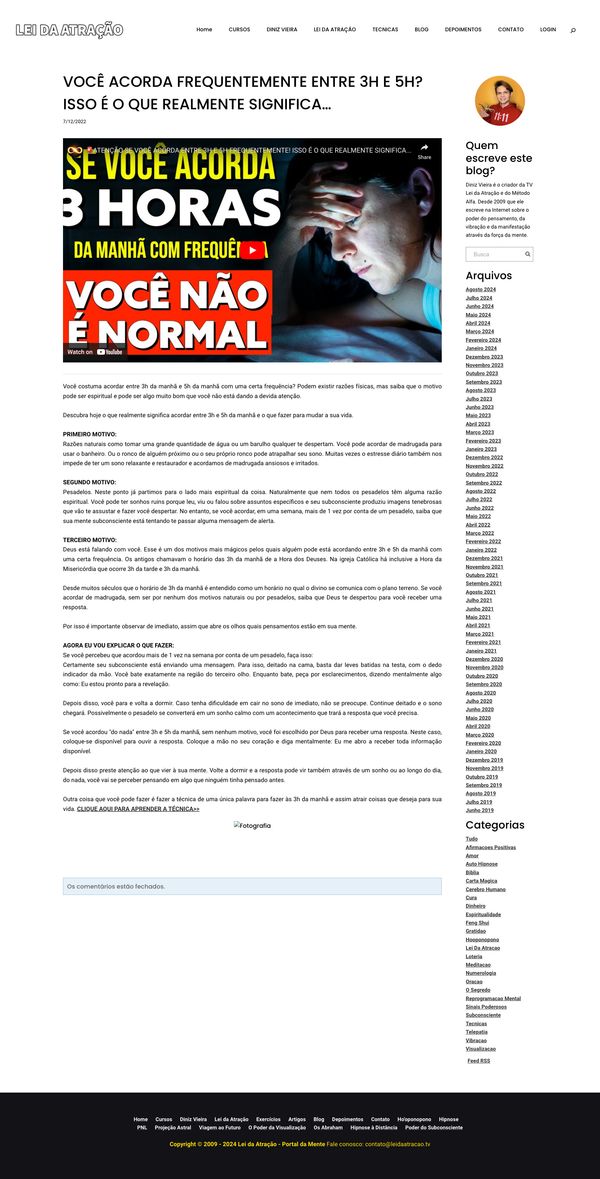 LEI DA ATRAÇÃO
Home CURSOS DINIZ VIEIRA LEI DA ATRAÇÃO TECNICAS BLOG DEPOIMENTOS CONTATO LOGIN
VOCÊ ACORDA FREQUENTEMENTE ENTRE 3H E 5H?
ISSO É O QUE REALMENTE SIGNIFICA...
7/12/2022
ATENÇÃO SE VOCÊ ACORDA ENTRE 3H E 5H FREQUENTEMENTE! ISSO É O QUE REALMENTE SIGNIFICA...
Share
SE VOCÊ ACORDA
3 HORAS
DA MANHÃ COM FREQUÊNCIA
VOCÊ NÃO
É NORMAL
Watch on YouTube
Você costuma acordar entre 3h da manhã e 5h da manhã com uma certa frequência? Podem existir razões físicas, mas saiba que o motivo
pode ser espiritual e pode ser algo muito bom que você não está dando a devida atenção.
Descubra hoje o que realmente significa acordar entre 3h e 5h da manhã e o que fazer para mudar a sua vida.
PRIMEIRO MOTIVO:
Razões naturais como tomar uma grande quantidade de água ou um barulho qualquer te despertam. Você pode acordar de madrugada para
usar o banheiro. Ou o ronco de alguém próximo ou o seu próprio ronco pode atrapalhar seu sono. Muitas vezes o estresse diário também nos
impede de ter um sono relaxante e restaurador e acordamos de madrugada ansiosos e irritados.
SEGUNDO MOTIVO:
Pesadelos. Neste ponto já partimos para o lado mais espiritual da coisa. Naturalmente que nem todos os pesadelos têm alguma razão
espiritual. Você pode ter sonhos ruins porque leu, viu ou falou sobre assuntos específicos e seu subconsciente produziu imagens tenebrosas
que vão te assustar e fazer você despertar. No entanto, se você acordar, em uma semana, mais de 1 vez por conta de um pesadelo, saiba que
sua mente subconsciente está tentando te passar alguma mensagem de alerta.
TERCEIRO MOTIVO:
Deus está falando com você. Esse é um dos motivos mais mágicos pelos quais alguém pode está acordando entre 3h e 5h da manhã com
uma certa frequência. Os antigos chamavam o horário das 3h da manhã de a Hora dos Deuses. Na igreja Católica há inclusive a Hora da
Misericórdia que ocorre 3h da tarde e 3h da manhã.
Desde muitos séculos que o horário de 3h da manhã é entendido como um horário no qual o divino se comunica com o plano terreno. Se você
acordar de madrugada, sem ser por nenhum dos motivos naturais ou por pesadelos, saiba que Deus te despertou para você receber uma
resposta.
Por isso é importante observar de imediato, assim que abre os olhos quais pensamentos estão em sua mente.
AGORA EU VOU EXPLICAR O QUE FAZER:
Se você percebeu que acordou mais de 1 vez na semana por conta de um pesadelo, faça isso:
Certamente seu subconsciente está enviando uma mensagem. Para isso, deitado na cama, basta dar leves batidas na testa, com o dedo
indicador da mão. Você bate exatamente na região do terceiro olho. Enquanto bate, peça por esclarecimentos, dizendo mentalmente algo
como: Eu estou pronto para a revelação.
Depois disso, você para e volta a dormir. Caso tenha dificuldade em cair no sono de imediato, não se preocupe. Continue deitado e o sono
chegará. Possivelmente o pesadelo se converterá em um sonho calmo com um acontecimento que trará a resposta que você precisa.
Se você acordou "do nada" entre 3h e 5h da manhã, sem nenhum motivo, você foi escolhido por Deus para receber uma resposta. Neste caso,
coloque-se disponível para ouvir a resposta. Coloque a mão no seu coração e diga mentalmente: Eu me abro a receber toda informação
disponível.
Depois disso preste atenção ao que vier à sua mente. Volte a dormir e a resposta pode vir também através de um sonho ou ao longo do dia,
do nada, você vai se perceber pensando em algo que ninguém tinha pensado antes.
Outra coisa que você pode fazer é fazer a técnica de uma única palavra para fazer às 3h da manhã e assim atrair coisas que deseja para sua
vida. CLIQUE AQUI PARA APRENDER A TÉCNICA>>
Fotografia
Os comentários estão fechados.
11:11
Quem
escreve este
blog?
Diniz Vieira é o criador da TV
Lei da Atração e do Método
Alfa. Desde 2009 que ele
escreve na Internet sobre o
poder do pensamento, da
vibração e da manifestação
através da força da mente.
Busca
Arquivos
Agosto 2024
Julho 2024
Junho 2024
Maio 2024
Abril 2024
Março 2024
Fevereiro 2024
Janeiro 2024
Dezembro 2023
Novembro 2023
Outubro 2023
Setembro 2023
Agosto 2023
Julho 2023
Junho 2023
Maio 2023
Abril 2023
Março 2023
Fevereiro 2023
Janeiro 2023
Dezembro 2022
Novembro 2022
Outubro 2022
Setembro 2022
Agosto 2022
Julho 2022
Junho 2022
Maio 2022
Abril 2022
Março 2022
Fevereiro 2022
Janeiro 2022
Dezembro 2021
Novembro 2021
Outubro 2021
Setembro 2021
Agosto 2021
Julho 2021
Junho 2021
Maio 2021
Abril 2021
Março 2021
Fevereiro 2021
Janeiro 2021
Dezembro 2020
Novembro 2020
Outubro 2020
Setembro 2020
Agosto 2020
Julho 2020
Junho 2020
Maio 2020
Abril 2020
Março 2020
Fevereiro 2020
Janeiro 2020
Dezembro 2019
Novembro 2019
Outubro 2019
Setembro 2019
Agosto 2019
Julho 2019
Junho 2019
Categorias
Tudo
Afirmacoes Positivas
Amor
Auto Hipnose
Biblia
Carta Magica
Cerebro Humano
Cura
Dinheiro
Espiritualidade
Feng Shui
Gratidao
Hooponopono
Lei Da Atracao
Loteria
Meditacao
Numerologia
Oracao
O Segredo
Reprogramacao Mental
Sinais Poderosos
Subconsciente
Tecnicas
Telepatia
Vibracao
Visualizacao
Feed RSS
Home Cursos Diniz Vieira Lei da Atração Exercícios Artigos Blog Depoimentos Contato Ho'oponopono Hipnose
PNL Projeção Astral Viagem ao Futuro O Poder da Visualização Os Abraham Hipnose à Distância Poder do Subconsciente
Copyright © 2009 - 2024 Lei da Atração - Portal da Mente Fale conosco: contato@leidaatracao.tv